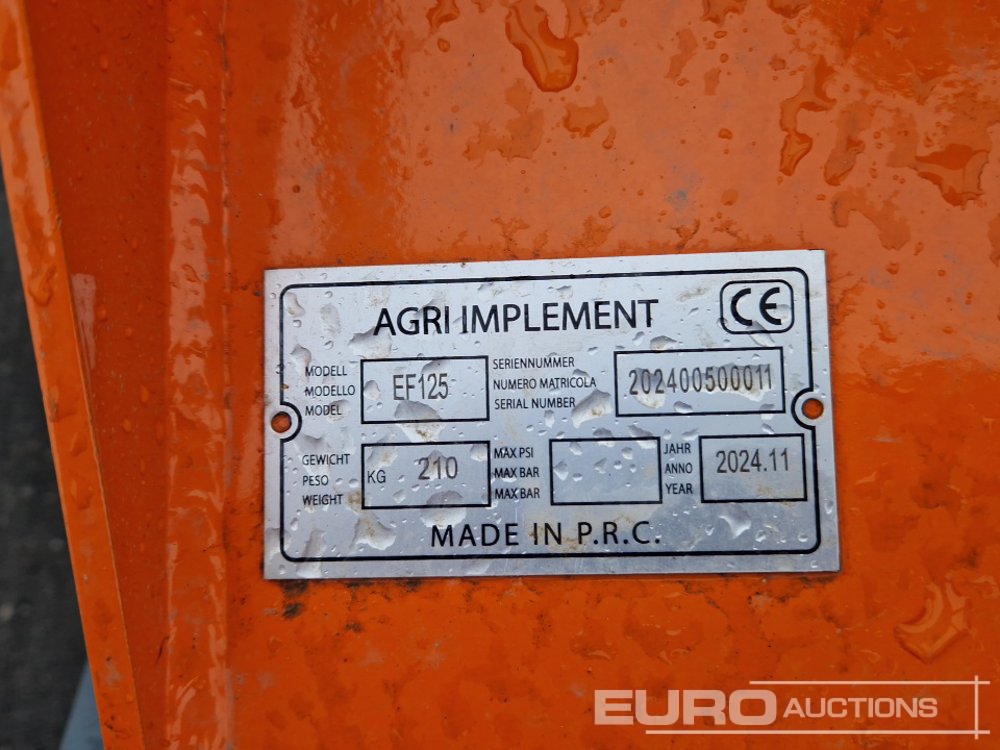 AGRI IMPLEMENT CE
MODELL
MODELLO
MODEL
EF125
SERIENNUMMER
NUMERO MATRICOLA
SERIAL NUMBER
202400500011
GEWICHT
PESO
WEIGHT
KG 210
MAX PSI
MAX BAR
MAX BAR
JAHR
ANNO
YEAR
2024.11
MADE IN P.R.C.
EURO AUCTIONS